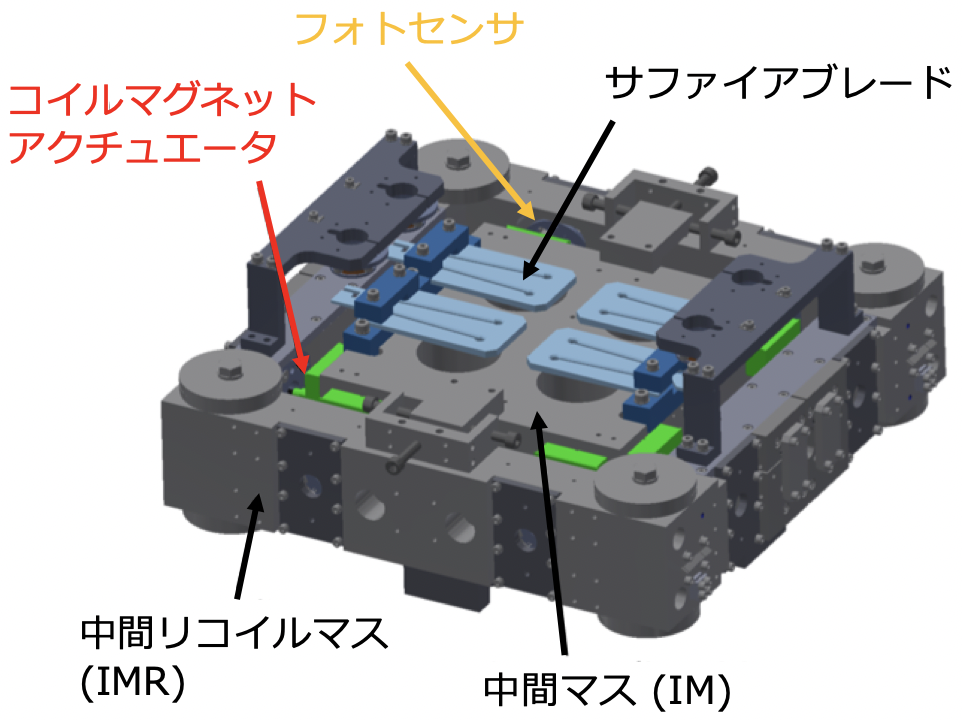 フォトセンサ
サファイアブレード
コイルマグネット
アクチュエータ
中間リコイルマス
(IMR)
中間マス (IM)